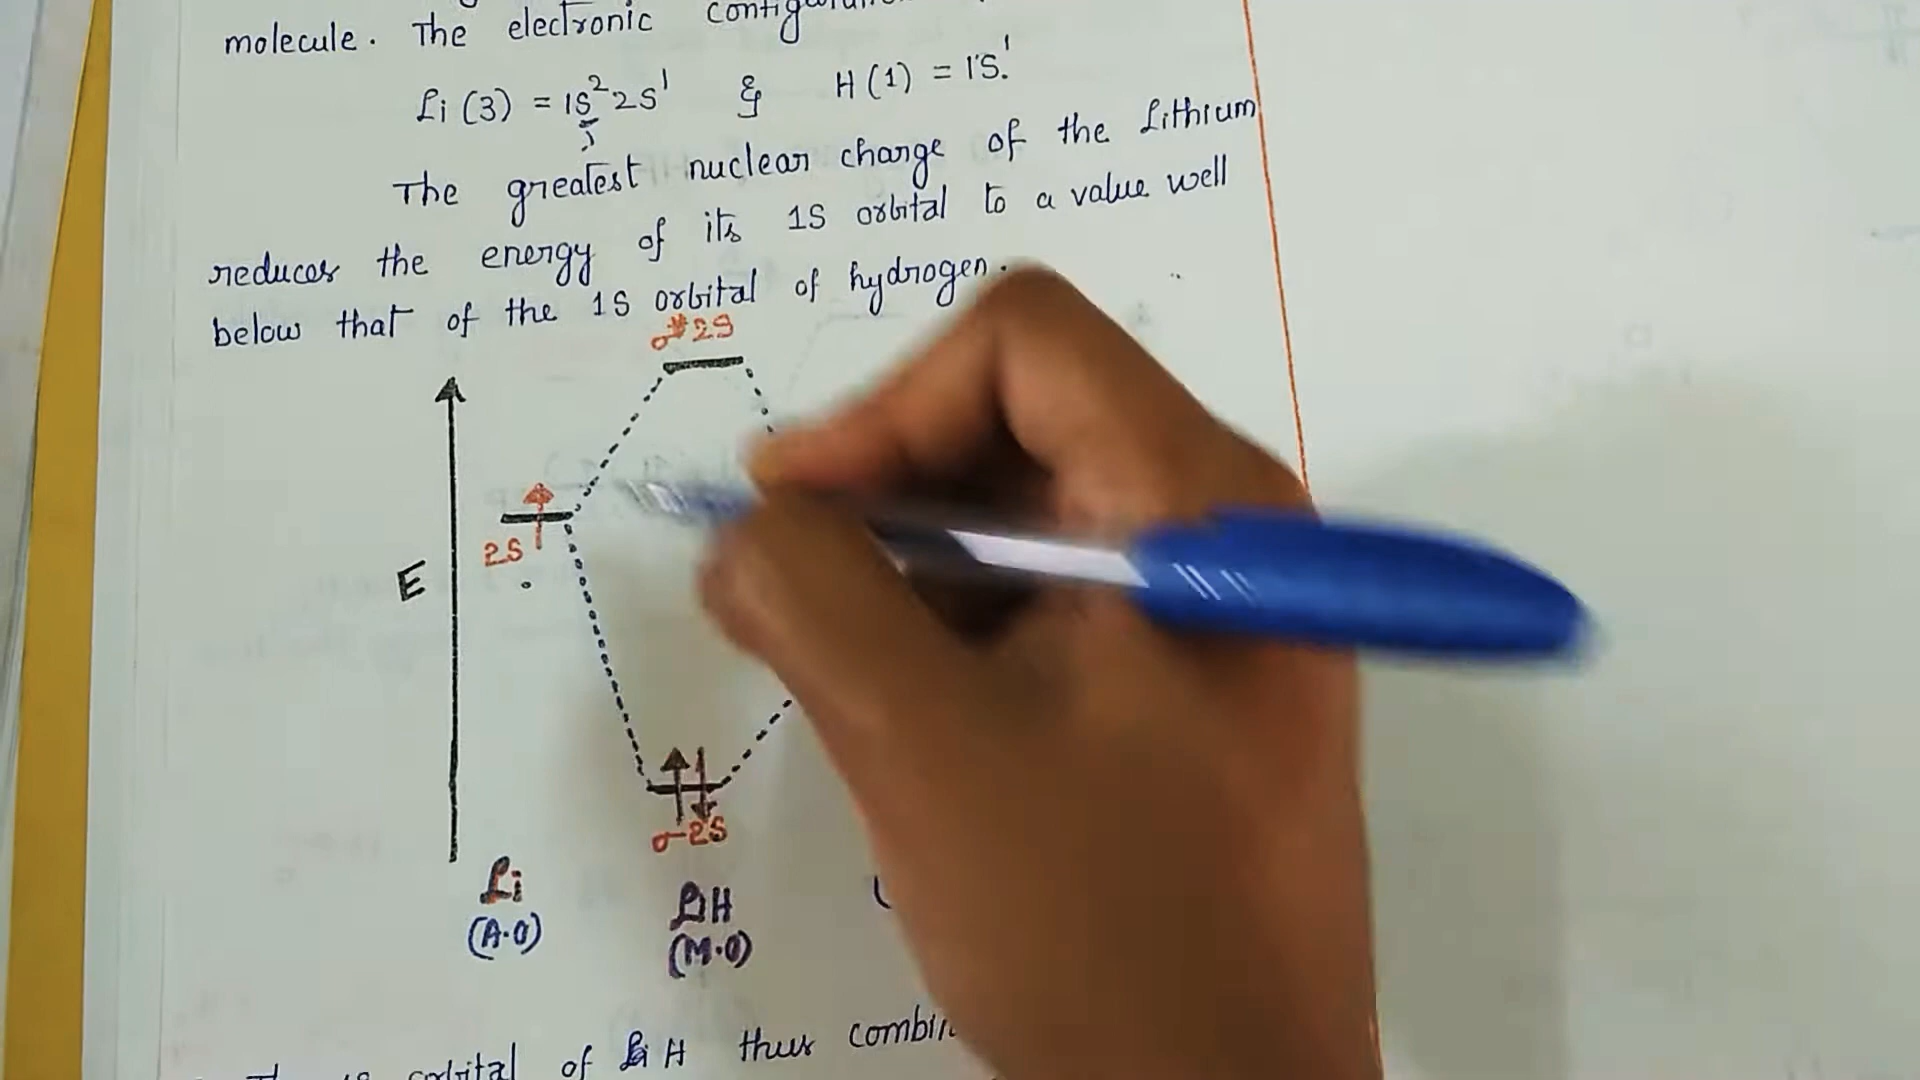 molecule. The electronic
Li (3) = 1S² 2S¹ & H (1) = 1S¹.
The greatest nuclear charge of the Lithium
reduces the energy of its 1S orbital to a value well
below that of the 1S orbital of hydrogen.
σ*2S
2S
E
σ2S
Li
LiH
(A.O)
(M.O)
orbital of LiH thus